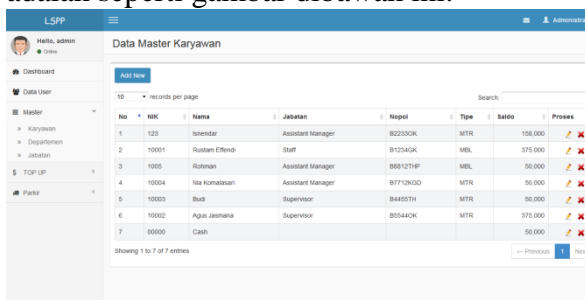 adalah seperti gambar dibawah ini.
LSPP
Administra
Hello, admin
Online
Data Master Karyawan
Dashboard
Data User
Master
Karyawan
Departemen
Jabatan
$ TOP UP
Parkir
Add New
10 records per page
Search:
No NIK Nama Jabatan Nopol Tipe Saldo Proses
1 123 Isnendar Assistant Manager B2233OK MTR 156,000
2 10001 Rustam Effendi Staff B1234GK MBL 375,000
3 1005 Rohman Assistant Manager B6812THP MBL 50,000
4 10004 Nia Komalasari Assistant Manager B7712KGD MTR 50,000
5 10003 Budi Supervisor B4455TH MTR 50,000
6 10002 Agus Jasmana Supervisor B5544OK MTR 375,000
7 00000 Cash 50,000
Showing 1 to 7 of 7 entries
← Previous 1 Nex